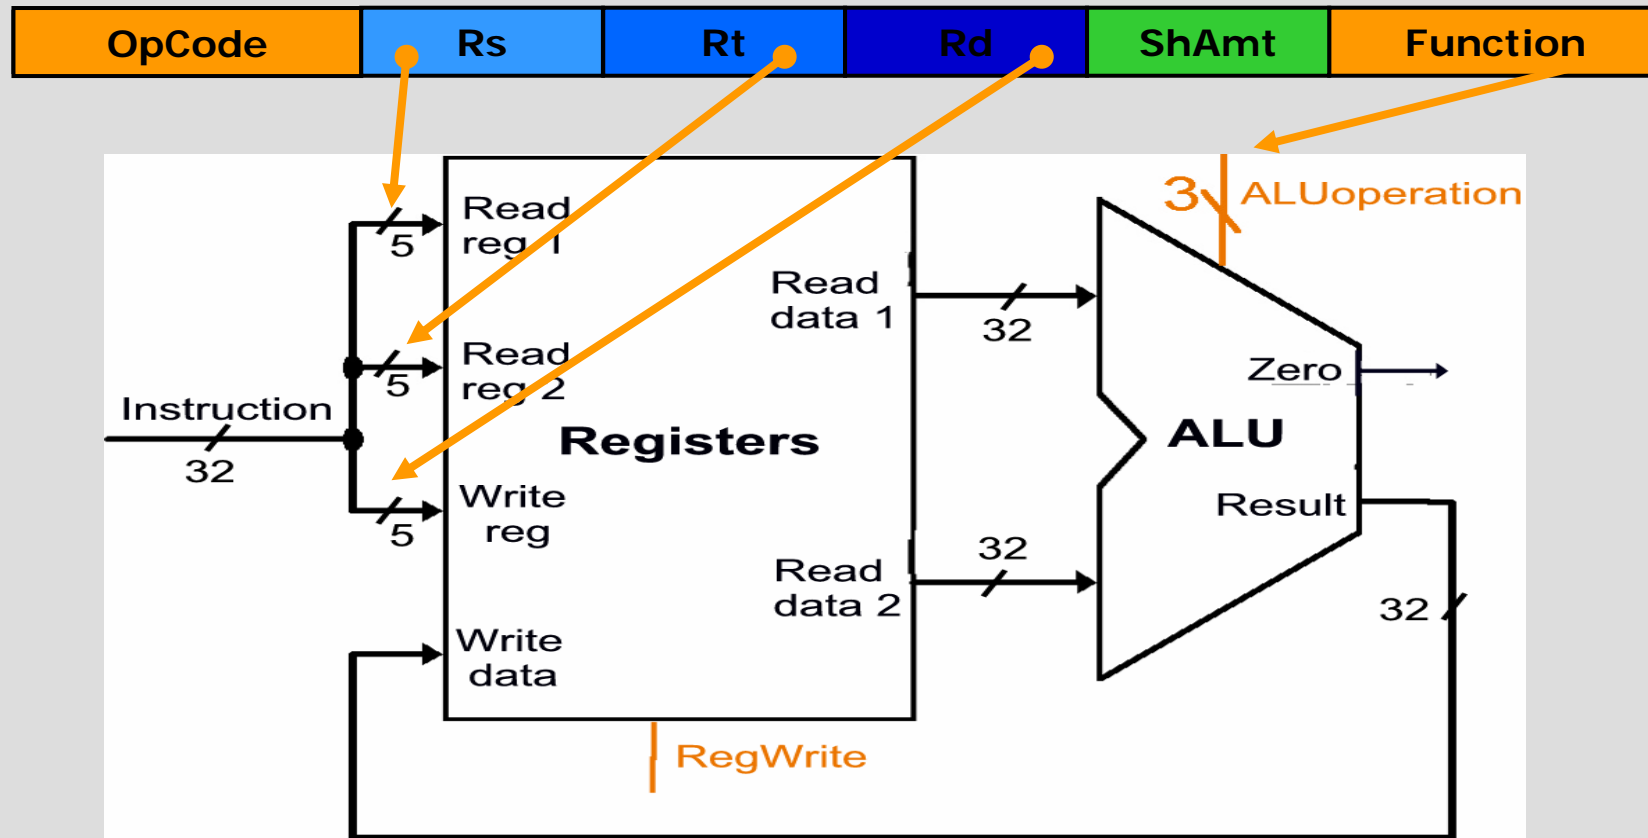 OpCode Rs Rt Rd ShAmt Function
3 ALUoperation
Read
reg 1
5
Read
data 1
32
Read
reg 2
5
Zero
Instruction
32
Registers
ALU
Write
reg
5
Result
32
Read
data 2
32
Write
data
RegWrite